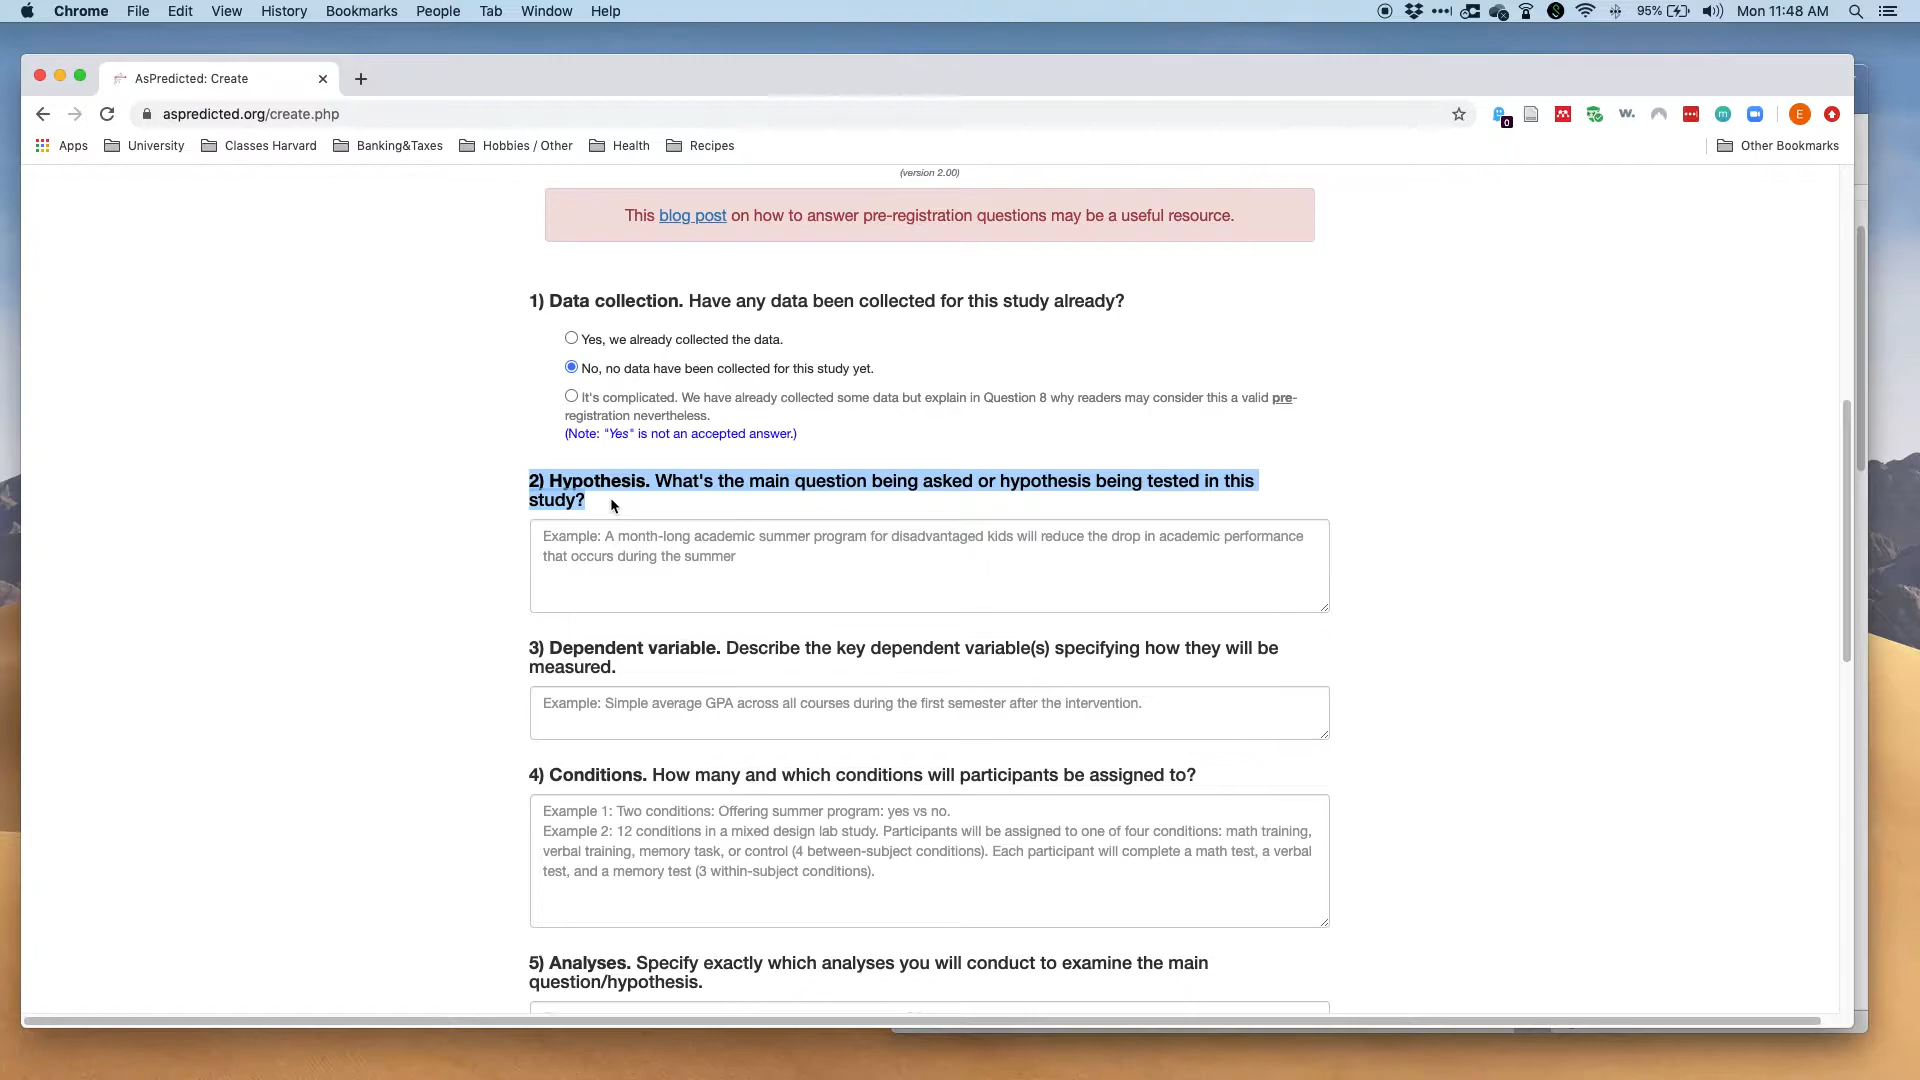 Chrome File Edit View History Bookmarks People Tab Window Help 95% Mon 11:48 AM
AsPredicted: Create
aspredicted.org/create.php
Apps University Classes Harvard Banking&Taxes Hobbies / Other Health Recipes Other Bookmarks
(version 2.00)
This blog post on how to answer pre-registration questions may be a useful resource.
1) Data collection. Have any data been collected for this study already?
Yes, we already collected the data.
No, no data have been collected for this study yet.
It's complicated. We have already collected some data but explain in Question 8 why readers may consider this a valid pre-
registration nevertheless.
(Note: "Yes" is not an accepted answer.)
2) Hypothesis. What's the main question being asked or hypothesis being tested in this
study?
Example: A month-long academic summer program for disadvantaged kids will reduce the drop in academic performance
that occurs during the summer
3) Dependent variable. Describe the key dependent variable(s) specifying how they will be
measured.
Example: Simple average GPA across all courses during the first semester after the intervention.
4) Conditions. How many and which conditions will participants be assigned to?
Example 1: Two conditions: Offering summer program: yes vs no.
Example 2: 12 conditions in a mixed design lab study. Participants will be assigned to one of four conditions: math training,
verbal training, memory task, or control (4 between-subject conditions). Each participant will complete a math test, a verbal
test, and a memory test (3 within-subject conditions).
5) Analyses. Specify exactly which analyses you will conduct to examine the main
question/hypothesis.